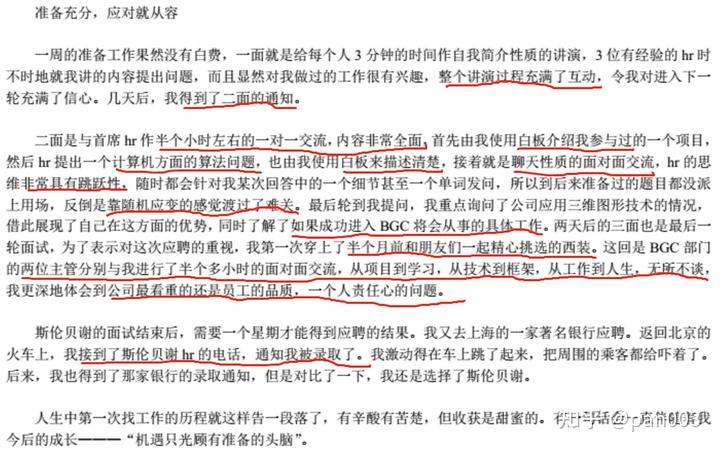 准备充分，应对就从容
一周的准备工作果然没有白费，一面就是给每个人 3 分钟的时间作自我简介性质的讲演，3 位有经验的 hr 时
不时地就我讲的内容提出问题，而且显然对我做过的工作很有兴趣，整个讲演过程充满了互动，令我对进入下一
轮充满了信心。几天后，我得到了二面的通知。
二面是与首席 hr 作半个小时左右的一对一交流，内容非常全面，首先由我使用白板介绍我参与过的一个项目，
然后 hr 提出一个计算机方面的算法问题，也由我使用白板来描述清楚，接着就是聊天性质的面对面交流，hr 的思
维非常具有跳跃性，随时都会针对我某次回答中的一个细节甚至一个单词发问，所以到后来准备过的题目都没派
上用场，反倒是靠随机应变的感觉渡过了难关。最后轮到我提问，我重点询问了公司应用三维图形技术的情况，
借此展现了自己在这方面的优势，同时了解了如果成功进入 BGC 将会从事的具体工作。两天后的三面也是最后一
轮面试，为了表示对这次应聘的重视，我第一次穿上了半个月前和朋友们一起精心挑选的西装。这回是 BGC 部门
的两位主管分别与我进行了半个多小时的面对面交流，从项目到学习，从技术到框架，从工作到人生，无所不谈，
我更深地体会到公司最看重的还是员工的品质，一个人责任心的问题。
斯伦贝谢的面试结束后，需要一个星期才能得到应聘的结果。我又去上海的一家著名银行应聘。返回北京的
火车上，我接到了斯伦贝谢 hr 的电话，通知我被录取了。我激动得在车上跳了起来，把周围的乘客都给吓着了。
后来，我也得到了那家银行的录取通知，但是对比了一下，我还是选择了斯伦贝谢。
人生中第一次找工作的历程就这样告一段落了，有辛酸有苦楚，但收获是甜蜜的。有一句话会一直伴随我
今后的成长———“机遇只光顾有准备的头脑”。